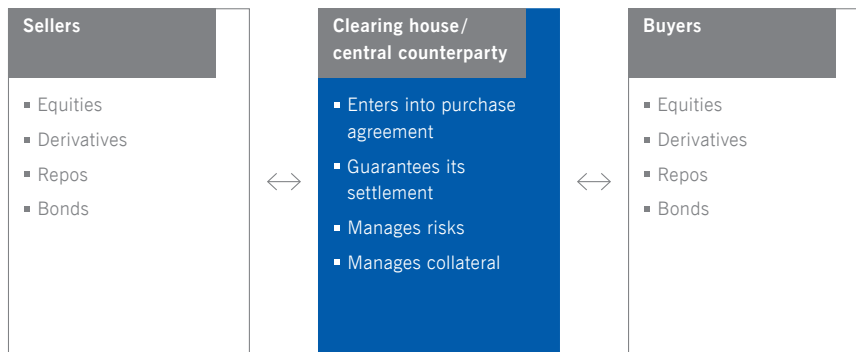 Sellers
▪ Equities
▪ Derivatives
▪ Repos
▪ Bonds
Clearing house/
central counterparty
▪ Enters into purchase
agreement
▪ Guarantees its
settlement
▪ Manages risks
▪ Manages collateral
Buyers
▪ Equities
▪ Derivatives
▪ Repos
▪ Bonds